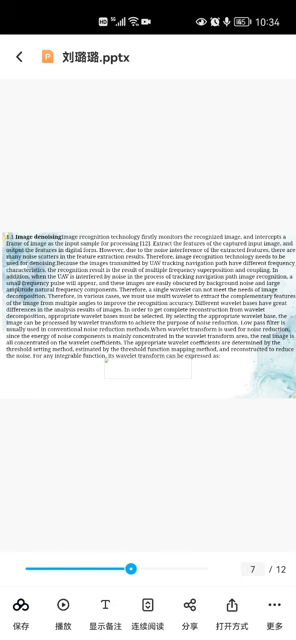 HD 5G 45 10:34
刘璐璐.pptx
1.1 Image denoisingImage recognition technology firstly monitors the recognized image, and intercepts a
frame of image as the input sample for processing [12]. Extract the features of the captured input image, and
output the features in digital form. However, due to the noise interference of the extracted features, there are
many noise scatters in the feature extraction results. Therefore, image recognition technology needs to be
used for denoising.Because the images transmitted by UAV tracking navigation path have different frequency
characteristics, the recognition result is the result of multiple frequency superposition and coupling. In
addition, when the UAV is interfered by noise in the process of navigation path image recognition, a
small frequency pulse will appear, and these images are easily obscured by background noise and large
amplitude natural frequency components. Therefore, a single wavelet can not meet the needs of image
decomposition. Therefore, in various cases, we must use multi wavelet to extract the complementary features
of the image from multiple angles to improve the recognition accuracy. Different wavelet bases have great
differences in the analysis results of images. In order to get complete reconstruction from wavelet
decomposition, appropriate wavelet bases must be selected. By selecting the appropriate wavelet base, the
image can be processed by wavelet transform to achieve the purpose of noise reduction. Low pass filter is
usually used in conventional noise reduction methods.When wavelet transform is used for noise reduction,
since the energy of noise components is mainly concentrated in the wavelet transform area, the real image is
all concentrated on the wavelet coefficients. The appropriate wavelet coefficients are determined by the
threshold setting method, estimated by the threshold function mapping method, and reconstructed to reduce
the noise. For any integrable function, its wavelet transform can be expressed as:
7 / 12
保存 播放 显示备注 连续阅读 分享 打开方式 更多